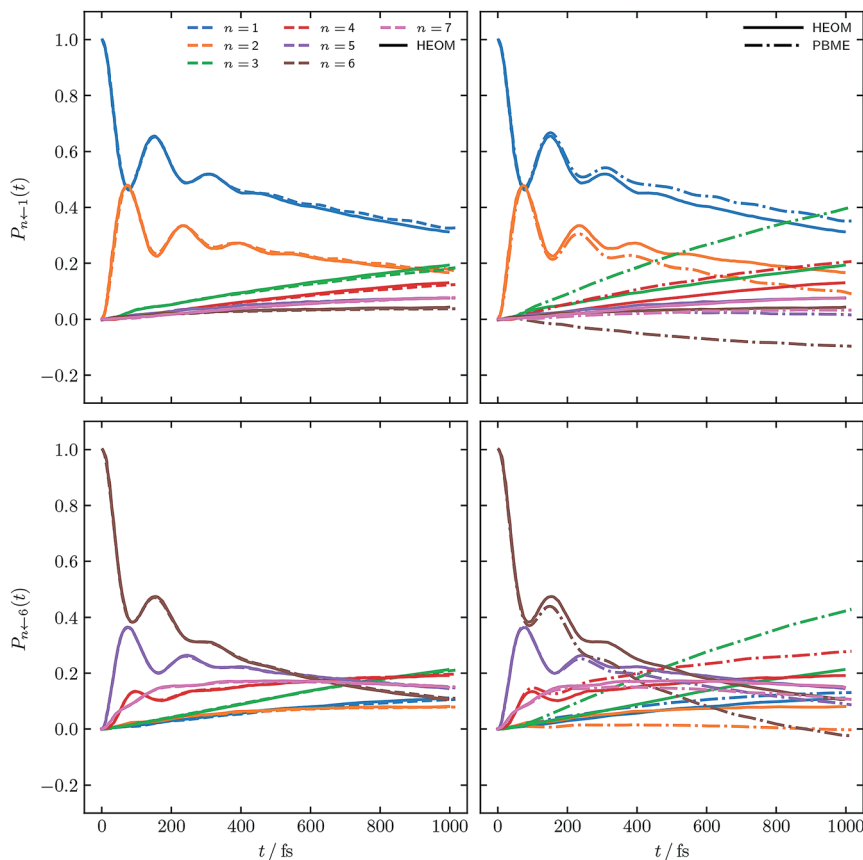 n = 1
n = 2
n = 3
n = 4
n = 5
n = 6
n = 7
HEOM
HEOM
PBME
1.0
0.8
0.6
0.4
0.2
0.0
−0.2
P_{n←1}(t)
1.0
0.8
0.6
0.4
0.2
0.0
−0.2
P_{n←6}(t)
0 200 400 600 800 1000
0 200 400 600 800 1000
t / fs
t / fs